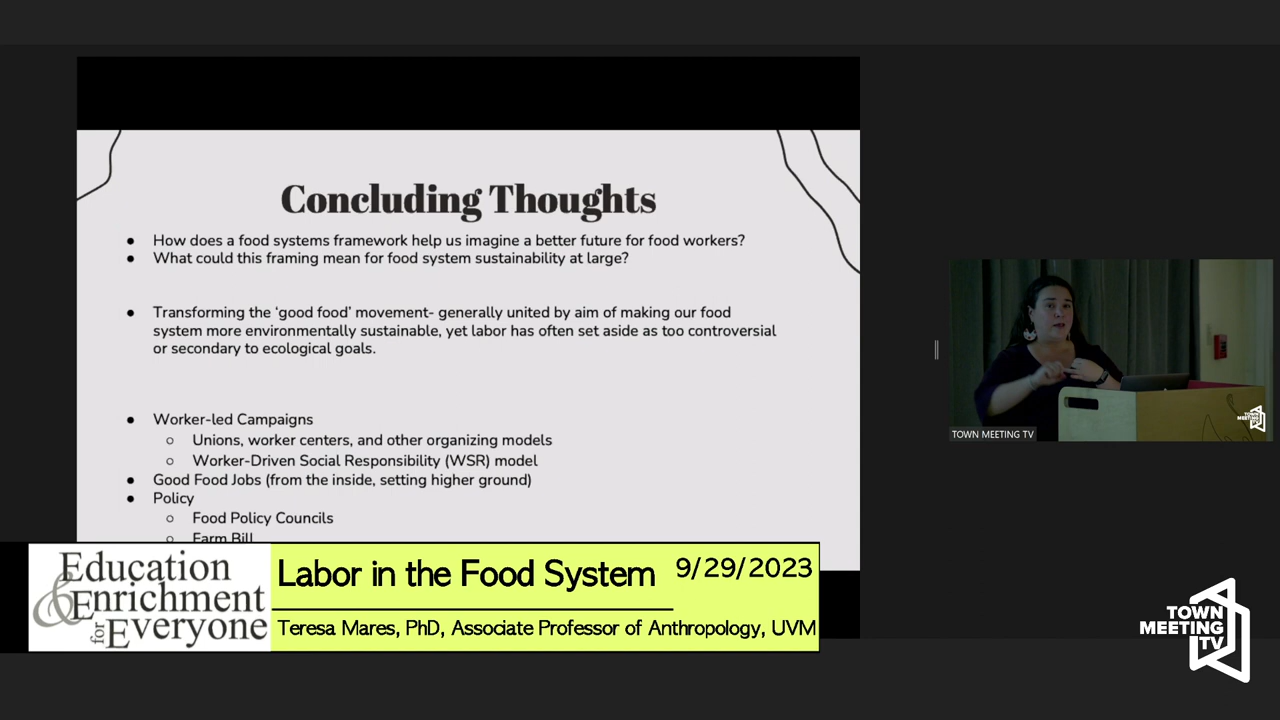 Concluding Thoughts
● How does a food systems framework help us imagine a better future for food workers?
● What could this framing mean for food system sustainability at large?
● Transforming the ‘good food’ movement- generally united by aim of making our food
system more environmentally sustainable, yet labor has often set aside as too controversial
or secondary to ecological goals.
● Worker-led Campaigns
○ Unions, worker centers, and other organizing models
○ Worker-Driven Social Responsibility (WSR) model
● Good Food Jobs (from the inside, setting higher ground)
● Policy
○ Food Policy Councils
○ Farm Bill
TOWN MEETING TV
TOWN
MEETING
TV
Education
& Enrichment
for Everyone
Labor in the Food System
9/29/2023
Teresa Mares, PhD, Associate Professor of Anthropology, UVM
TOWN
MEETING
TV